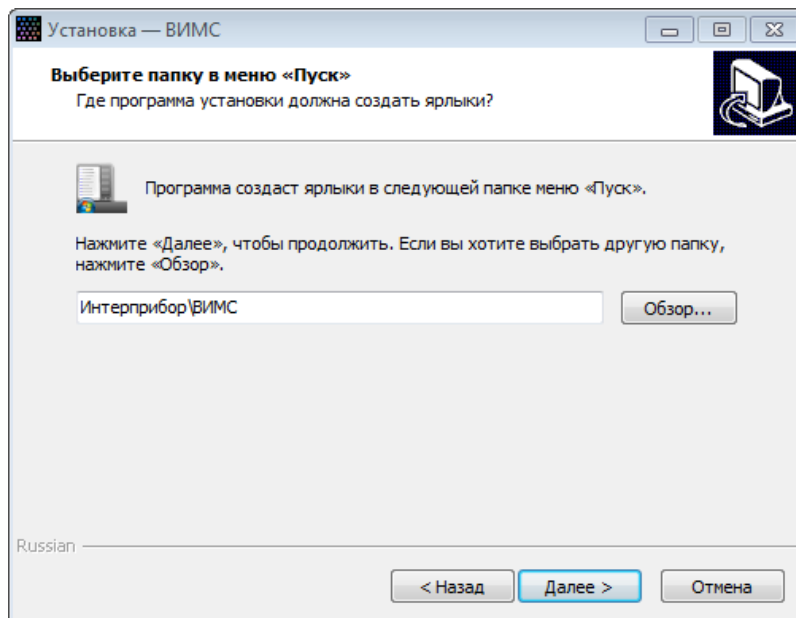 Установка — ВИМС
Выберите папку в меню «Пуск»
Где программа установки должна создать ярлыки?
Программа создаст ярлыки в следующей папке меню «Пуск».
Нажмите «Далее», чтобы продолжить. Если вы хотите выбрать другую папку,
нажмите «Обзор».
Интерприбор\ВИМС
Обзор...
Russian
< Назад
Далее >
Отмена